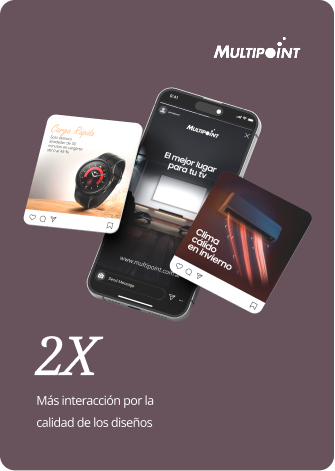 MULTIPOINT
9:41
MULTIPOINT
El mejor lugar
para tu tv
Carga Rápida
Clima
cálido
en invierno
www.multipoint.com.
Send Message
2X
Más interacción por la
calidad de los diseños